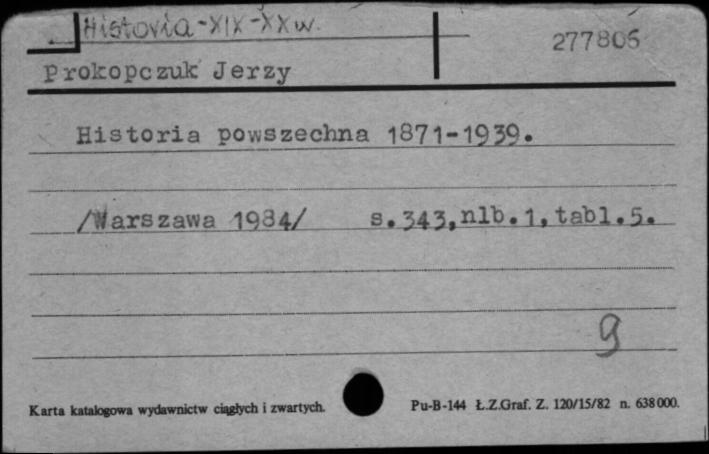 Historia-XIX-XXw.
277806
Prokopczuk Jerzy
Historia powszechna 1871-1939.
/Warszawa 1984/ s.343,nlb.1,tabl.5.
9
Karta katalogowa wydawnictw ciągłych i zwartych. Pu-B-144 Ł.Z.Graf. Z. 120/15/82 n. 638000.